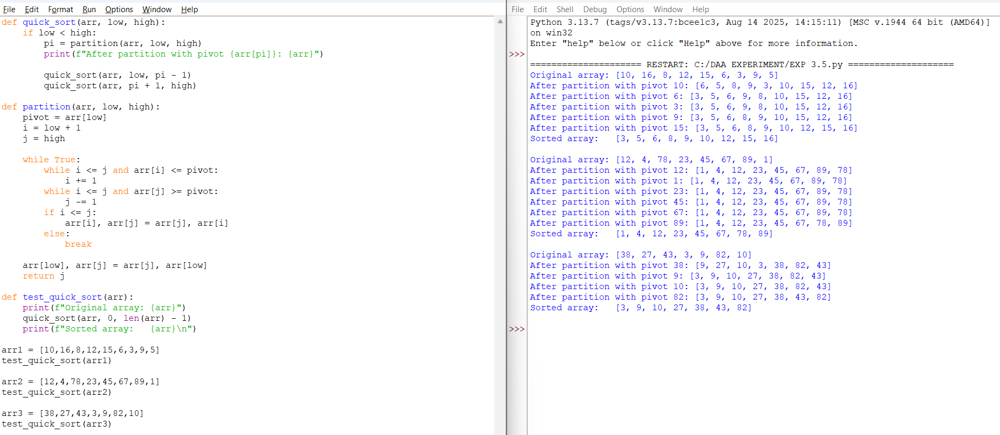 File Edit Format Run Options Window Help
def quick_sort(arr, low, high):
    if low < high:
        pi = partition(arr, low, high)
        print(f"After partition with pivot {arr[pi]}: {arr}")

        quick_sort(arr, low, pi - 1)
        quick_sort(arr, pi + 1, high)

def partition(arr, low, high):
    pivot = arr[low]
    i = low + 1
    j = high

    while True:
        while i <= j and arr[i] <= pivot:
            i += 1
        while i <= j and arr[j] >= pivot:
            j -= 1
        if i <= j:
            arr[i], arr[j] = arr[j], arr[i]
        else:
            break

    arr[low], arr[j] = arr[j], arr[low]
    return j

def test_quick_sort(arr):
    print(f"Original array: {arr}")
    quick_sort(arr, 0, len(arr) - 1)
    print(f"Sorted array:   {arr}\n")

arr1 = [10,16,8,12,15,6,3,9,5]
test_quick_sort(arr1)

arr2 = [12,4,78,23,45,67,89,1]
test_quick_sort(arr2)

arr3 = [38,27,43,3,9,82,10]
test_quick_sort(arr3)
File Edit Shell Debug Options Window Help
Python 3.13.7 (tags/v3.13.7:bcee1c3, Aug 14 2025, 14:15:11) [MSC v.1944 64 bit (AMD64)]
on win32
Enter "help" below or click "Help" above for more information.
>>>
===================== RESTART: C:/DAA EXPERIMENT/EXP 3.5.py ====================
Original array: [10, 16, 8, 12, 15, 6, 3, 9, 5]
After partition with pivot 10: [6, 5, 8, 9, 3, 10, 15, 12, 16]
After partition with pivot 6: [3, 5, 6, 9, 8, 10, 15, 12, 16]
After partition with pivot 3: [3, 5, 6, 9, 8, 10, 15, 12, 16]
After partition with pivot 9: [3, 5, 6, 8, 9, 10, 15, 12, 16]
After partition with pivot 15: [3, 5, 6, 8, 9, 10, 12, 15, 16]
Sorted array:   [3, 5, 6, 8, 9, 10, 12, 15, 16]

Original array: [12, 4, 78, 23, 45, 67, 89, 1]
After partition with pivot 12: [1, 4, 12, 23, 45, 67, 89, 78]
After partition with pivot 1: [1, 4, 12, 23, 45, 67, 89, 78]
After partition with pivot 23: [1, 4, 12, 23, 45, 67, 89, 78]
After partition with pivot 45: [1, 4, 12, 23, 45, 67, 89, 78]
After partition with pivot 67: [1, 4, 12, 23, 45, 67, 89, 78]
After partition with pivot 89: [1, 4, 12, 23, 45, 67, 78, 89]
Sorted array:   [1, 4, 12, 23, 45, 67, 78, 89]

Original array: [38, 27, 43, 3, 9, 82, 10]
After partition with pivot 38: [9, 27, 10, 3, 38, 82, 43]
After partition with pivot 9: [3, 9, 10, 27, 38, 82, 43]
After partition with pivot 10: [3, 9, 10, 27, 38, 82, 43]
After partition with pivot 82: [3, 9, 10, 27, 38, 43, 82]
Sorted array:   [3, 9, 10, 27, 38, 43, 82]

>>>